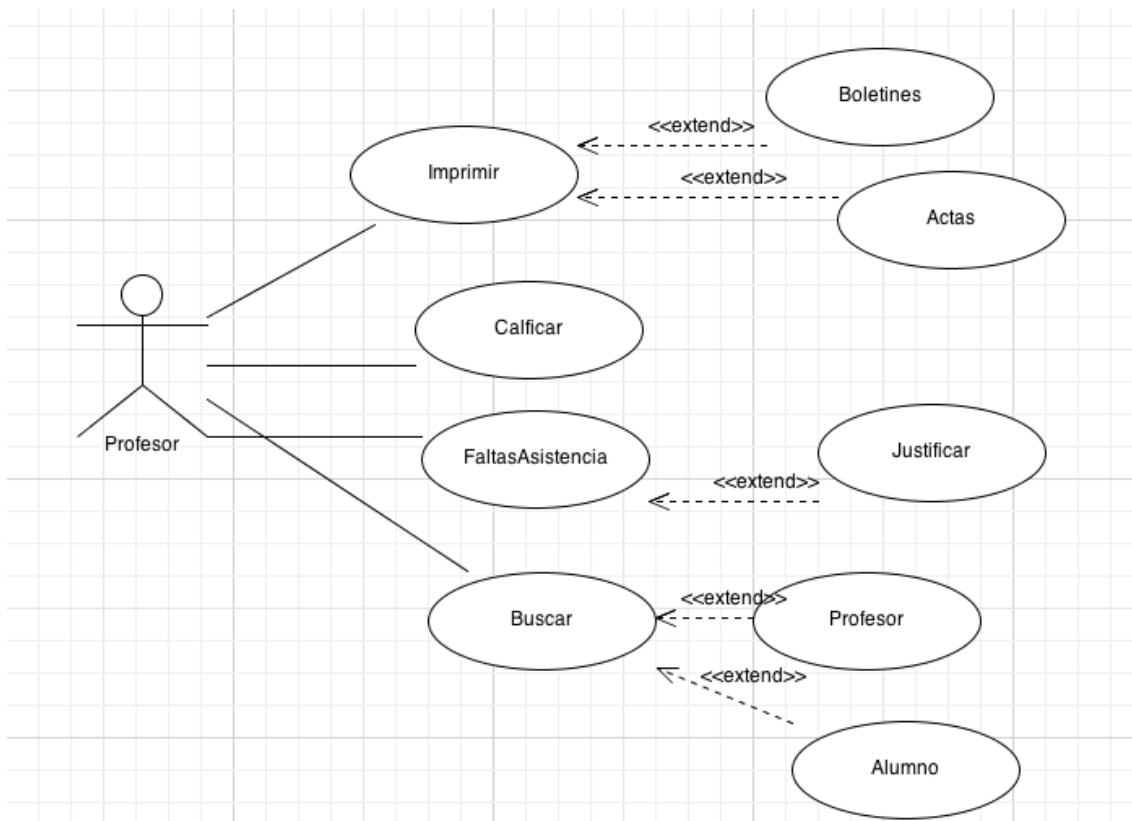 Boletines
<<extend>>
Imprimir
<<extend>>
Actas
Calficar
Profesor
FaltasAsistencia
Justificar
<<extend>>
Buscar
<<extend>>
Profesor
<<extend>>
Alumno